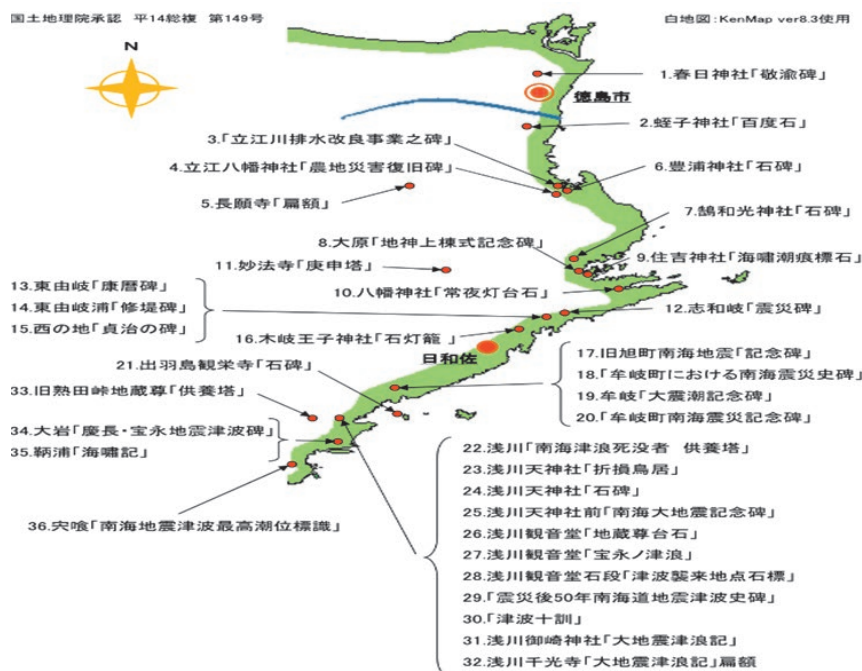 国土地理院承認 平14総複 第149号
白地図：KenMap ver8.3使用
N
1.春日神社「敬渝碑」
徳島市
2.蛭子神社「百度石」
3.「立江川排水改良事業之碑」
4.立江八幡神社「農地災害復旧碑」
6.豊浦神社「石碑」
5.長願寺「扁額」
7.鵠和光神社「石碑」
8.大原「地神上棟式記念碑」
9.住吉神社「海嘯潮痕標石」
11.妙法寺「庚申塔」
10.八幡神社「常夜灯台石」
13.東由岐「康暦碑」
14.東由岐浦「修堤碑」
15.西の地「貞治の碑」
12.志和岐「震災碑」
16.木岐王子神社「石灯籠」
日和佐
21.出羽島観栄寺「石碑」
17.旧旭町南海地震「記念碑」
18.「牟岐町における南海震災史碑」
19.牟岐「大震潮記念碑」
20.「牟岐町南海震災記念碑」
33.旧熟田峠地蔵尊「供養塔」
34.大岩「慶長・宝永地震津波碑」
35.鞆浦「海嘯記」
22.浅川「南海津浪死没者 供養塔」
23.浅川天神社「折損鳥居」
24.浅川天神社「石碑」
25.浅川天神社前「南海大地震記念碑」
26.浅川観音堂「地蔵尊台石」
27.浅川観音堂「宝永ノ津浪」
28.浅川観音堂石段「津波襲来地点石標」
29.「震災後50年南海道地震津波史碑」
30.「津波十訓」
31.浅川御崎神社「大地震津浪記」
32.浅川千光寺「大地震津浪記」扁額
36.宍喰「南海地震津波最高潮位標識」